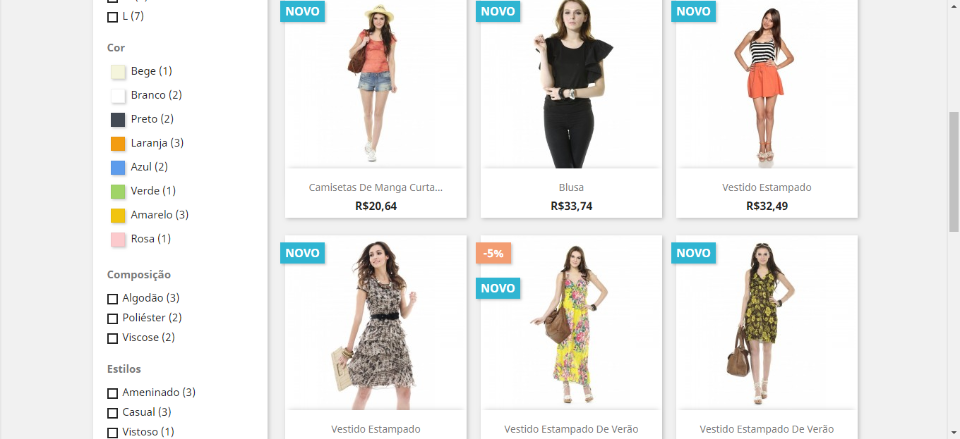 L (7)
Cor
Bege (1)
Branco (2)
Preto (2)
Laranja (3)
Azul (2)
Verde (1)
Amarelo (3)
Rosa (1)
Composição
Algodão (3)
Poliéster (2)
Viscose (2)
Estilos
Ameninado (3)
Casual (3)
Vistoso (1)
NOVO
Camisetas De Manga Curta...
R$20,64
NOVO
Blusa
R$33,74
NOVO
Vestido Estampado
R$32,49
NOVO
Vestido Estampado
-5%
NOVO
Vestido Estampado De Verão
NOVO
Vestido Estampado De Verão